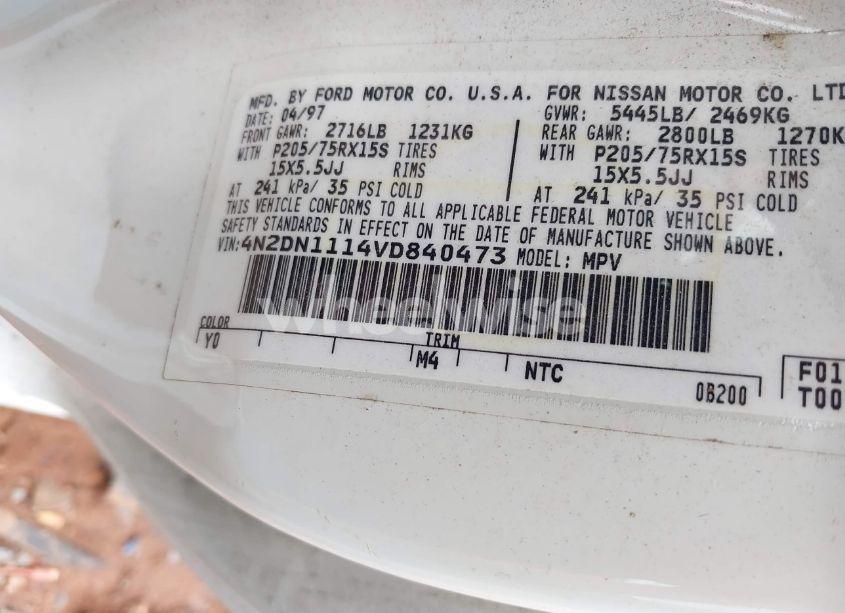 MFD. BY FORD MOTOR CO. U.S.A. FOR NISSAN MOTOR CO. LTD
DATE: 04/97 GVWR: 5445LB/ 2469KG
FRONT GAWR: 2716LB 1231KG REAR GAWR: 2800LB 1270K
WITH P205/75RX15S TIRES WITH P205/75RX15S TIRES
15X5.5JJ RIMS 15X5.5JJ RIMS
AT 241 kPa/ 35 PSI COLD AT 241 kPa/ 35 PSI COLD
THIS VEHICLE CONFORMS TO ALL APPLICABLE FEDERAL MOTOR VEHICLE
SAFETY STANDARDS IN EFFECT ON THE DATE OF MANUFACTURE SHOWN ABOVE.
VIN: 4N2DN1114VD840473 MODEL: MPV
wheelwise
COLOR TRIM
Y0 M4 NTC 0B200
F01
T00